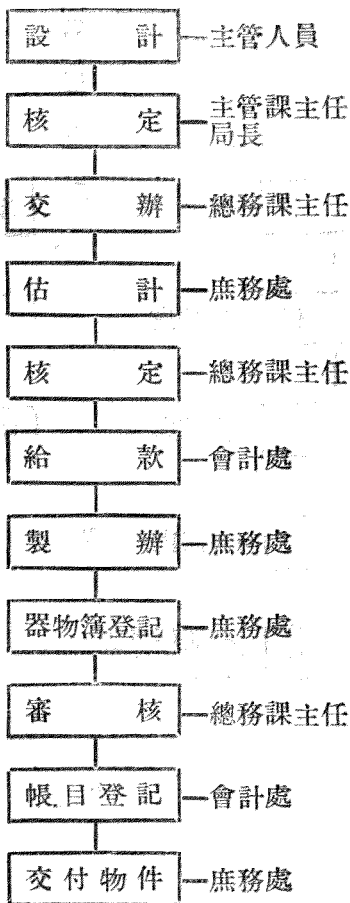 設計 主管人員
核定 主管課主任
局長
交辦 總務課主任
估計 庶務處
核定 總務課主任
給款 會計處
製辦 庶務處
器物簿登記 庶務處
審核 總務課主任
帳目登記 會計處
交付物件 庶務處